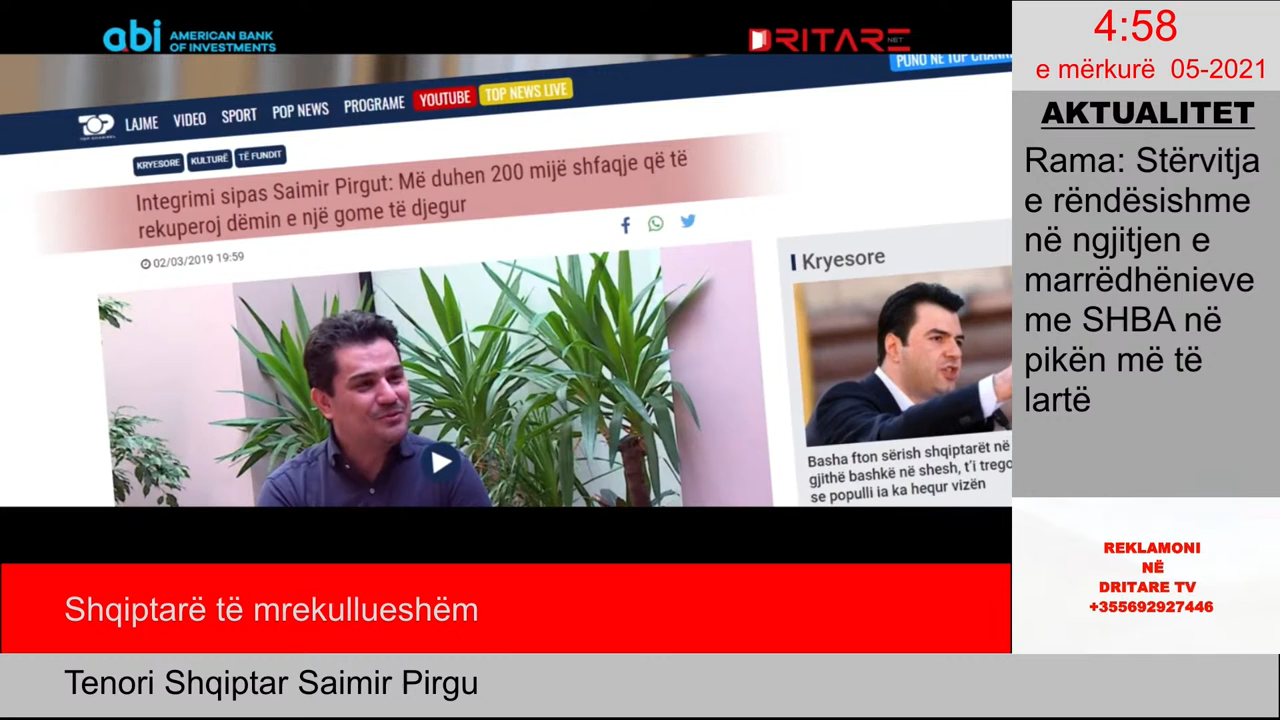 abi AMERICAN BANK
OF INVESTMENTS
DRITARE
NET
4:58
e mërkurë 05-2021
AKTUALITET
Rama: Stërvitja
e rëndësishme
në ngjitjen e
marrëdhënieve
me SHBA në
pikën më të
lartë
PUNO NË TOP CHANN
TOP CHANNEL
LAJME VIDEO SPORT POP NEWS PROGRAME YOUTUBE TOP NEWS LIVE
KRYESORE KULTURË TË FUNDIT
Integrimi sipas Saimir Pirgut: Më duhen 200 mijë shfaqje që të
rekuperoj dëmin e një gome të djegur
02/03/2019 19:59
Kryesore
Basha fton sërish shqiptarët në
gjithë bashkë në shesh, t'i trego
se populli ia ka hequr vizën
REKLAMONI
NË
DRITARE TV
+355692927446
Shqiptarë të mrekullueshëm
Tenori Shqiptar Saimir Pirgu